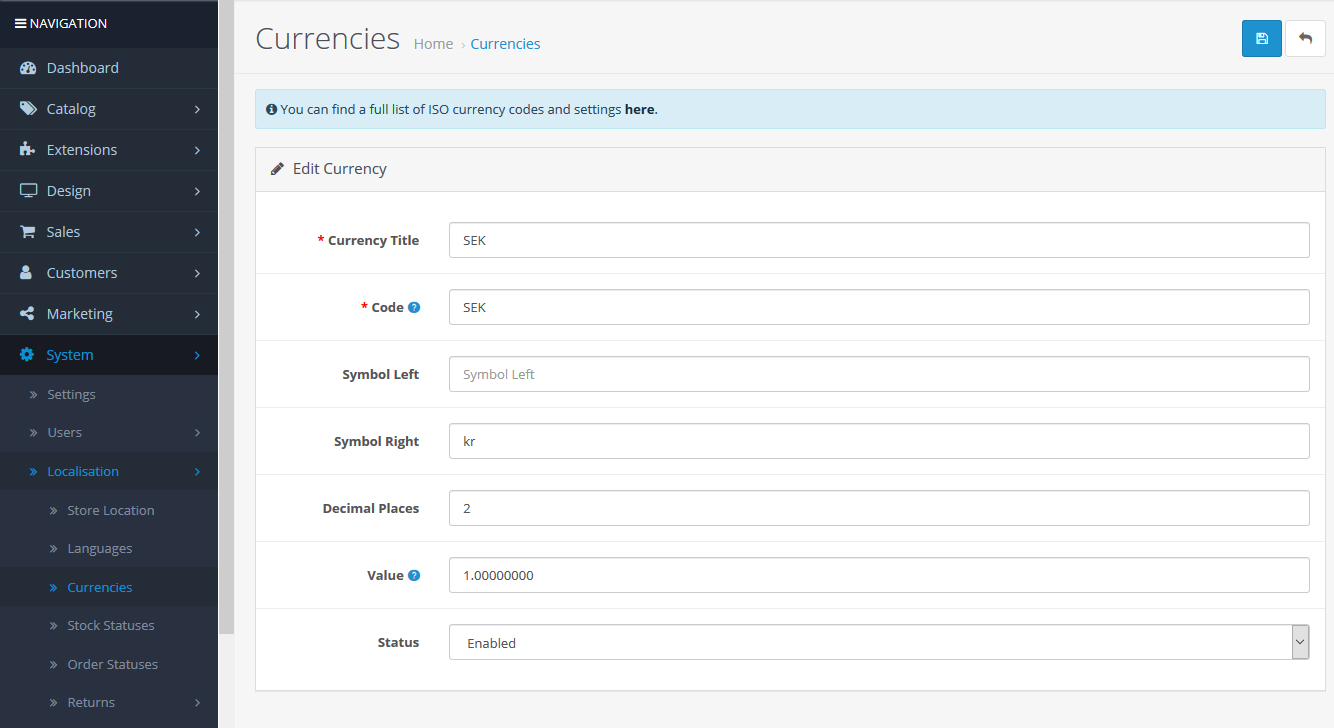 NAVIGATION
Dashboard
Catalog
Extensions
Design
Sales
Customers
Marketing
System
Settings
Users
Localisation
Store Location
Languages
Currencies
Stock Statuses
Order Statuses
Returns
Currencies Home › Currencies
You can find a full list of ISO currency codes and settings here.
Edit Currency
* Currency Title SEK
* Code ? SEK
Symbol Left Symbol Left
Symbol Right kr
Decimal Places 2
Value ? 1.00000000
Status Enabled